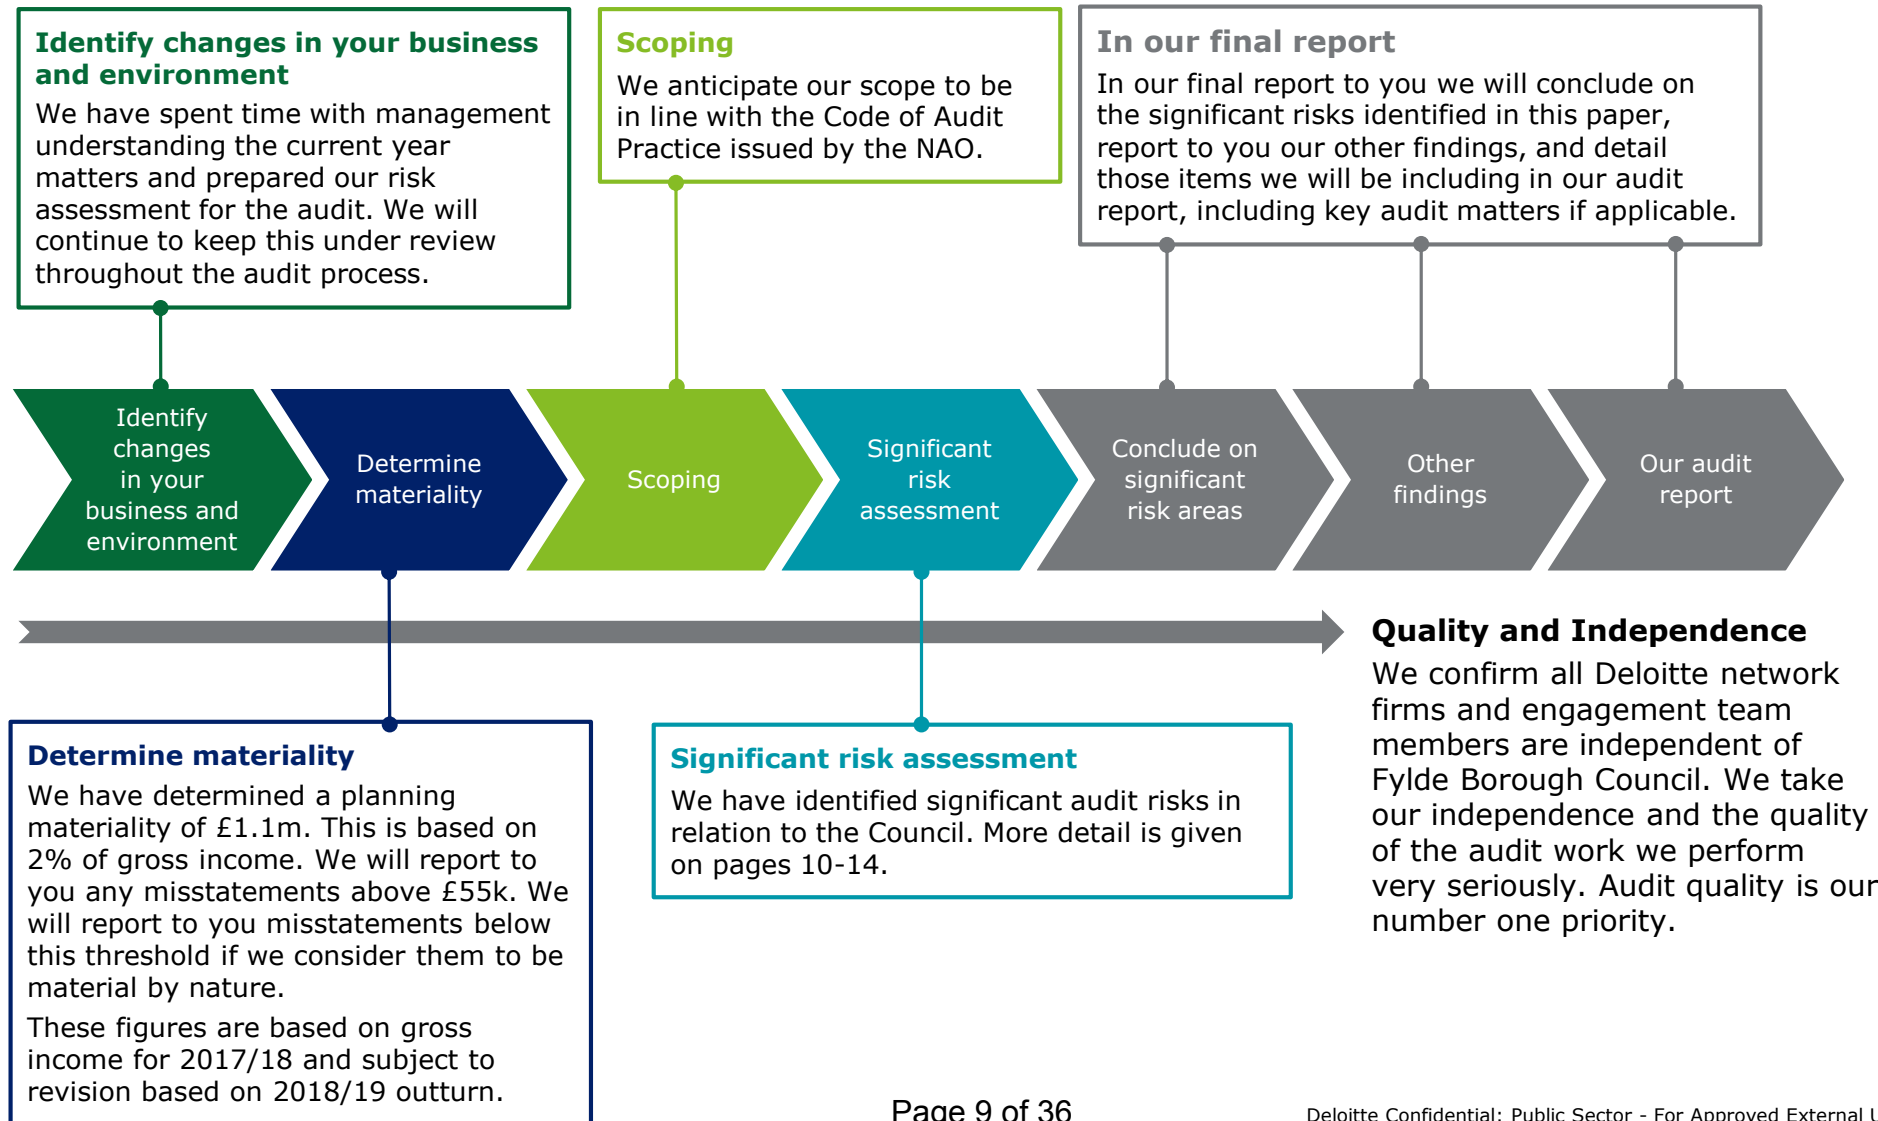 Identify changes in your business
and environment
We have spent time with management
understanding the current year
matters and prepared our risk
assessment for the audit. We will
continue to keep this under review
throughout the audit process.
Scoping
We anticipate our scope to be
in line with the Code of Audit
Practice issued by the NAO.
In our final report
In our final report to you we will conclude on
the significant risks identified in this paper,
report to you our other findings, and detail
those items we will be including in our audit
report, including key audit matters if applicable.
Identify
changes
in your
business and
environment
Determine
materiality
Scoping
Significant
risk
assessment
Conclude on
significant
risk areas
Other
findings
Our audit
report
Determine materiality
We have determined a planning
materiality of £1.1m. This is based on
2% of gross income. We will report to
you any misstatements above £55k. We
will report to you misstatements below
this threshold if we consider them to be
material by nature.
These figures are based on gross
income for 2017/18 and subject to
revision based on 2018/19 outturn.
Significant risk assessment
We have identified significant audit risks in
relation to the Council. More detail is given
on pages 10-14.
Quality and Independence
We confirm all Deloitte network
firms and engagement team
members are independent of
Fylde Borough Council. We take
our independence and the quality
of the audit work we perform
very seriously. Audit quality is our
number one priority.
Page 9 of 36
Deloitte Confidential: Public Sector - For Approved External U